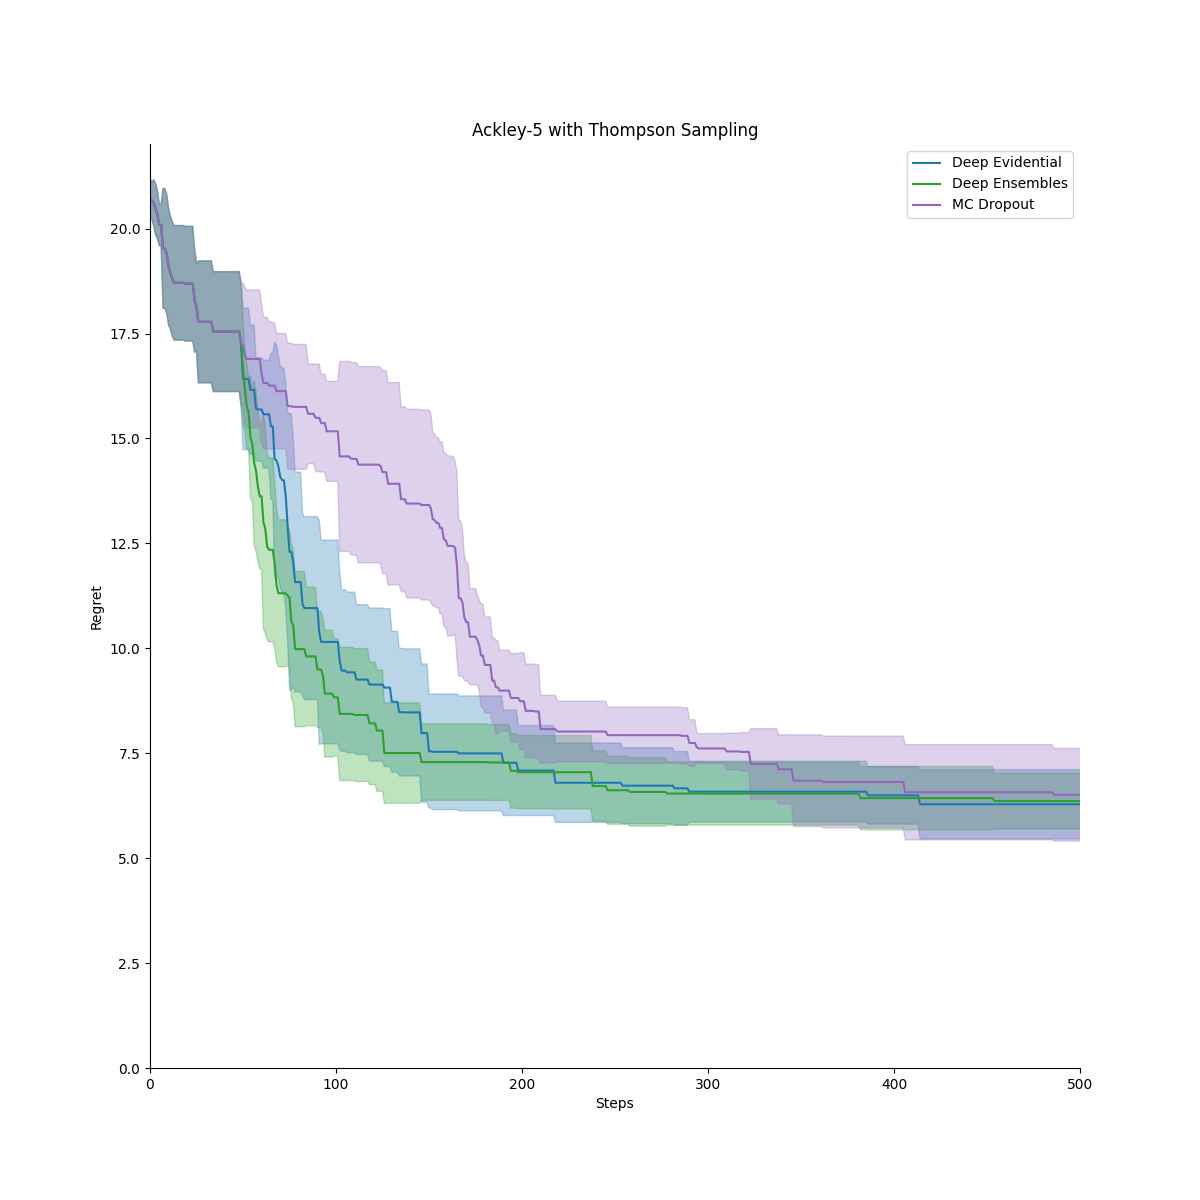 Ackley-5 with Thompson Sampling
Deep Evidential
Deep Ensembles
MC Dropout
20.0
17.5
15.0
12.5
10.0
7.5
5.0
2.5
0.0
Regret
0 100 200 300 400 500
Steps